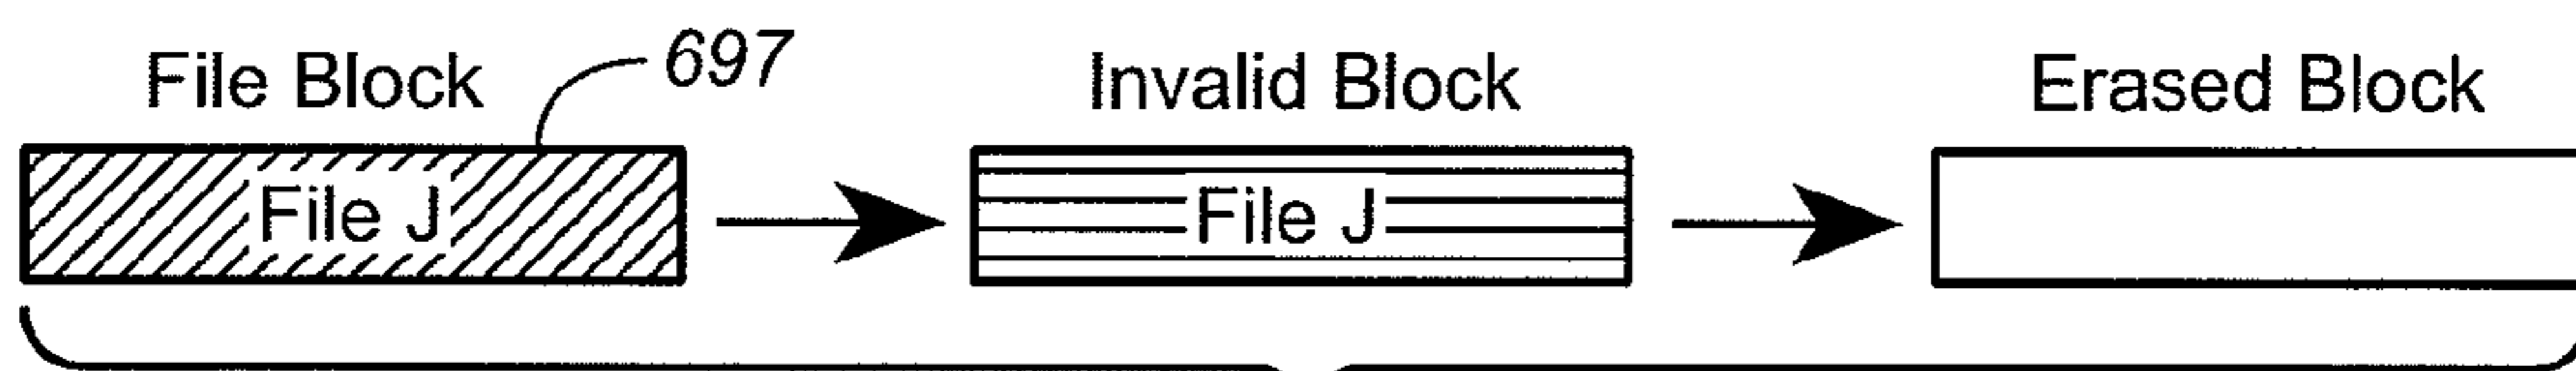 File Block 697 Invalid Block Erased Block
File J File J